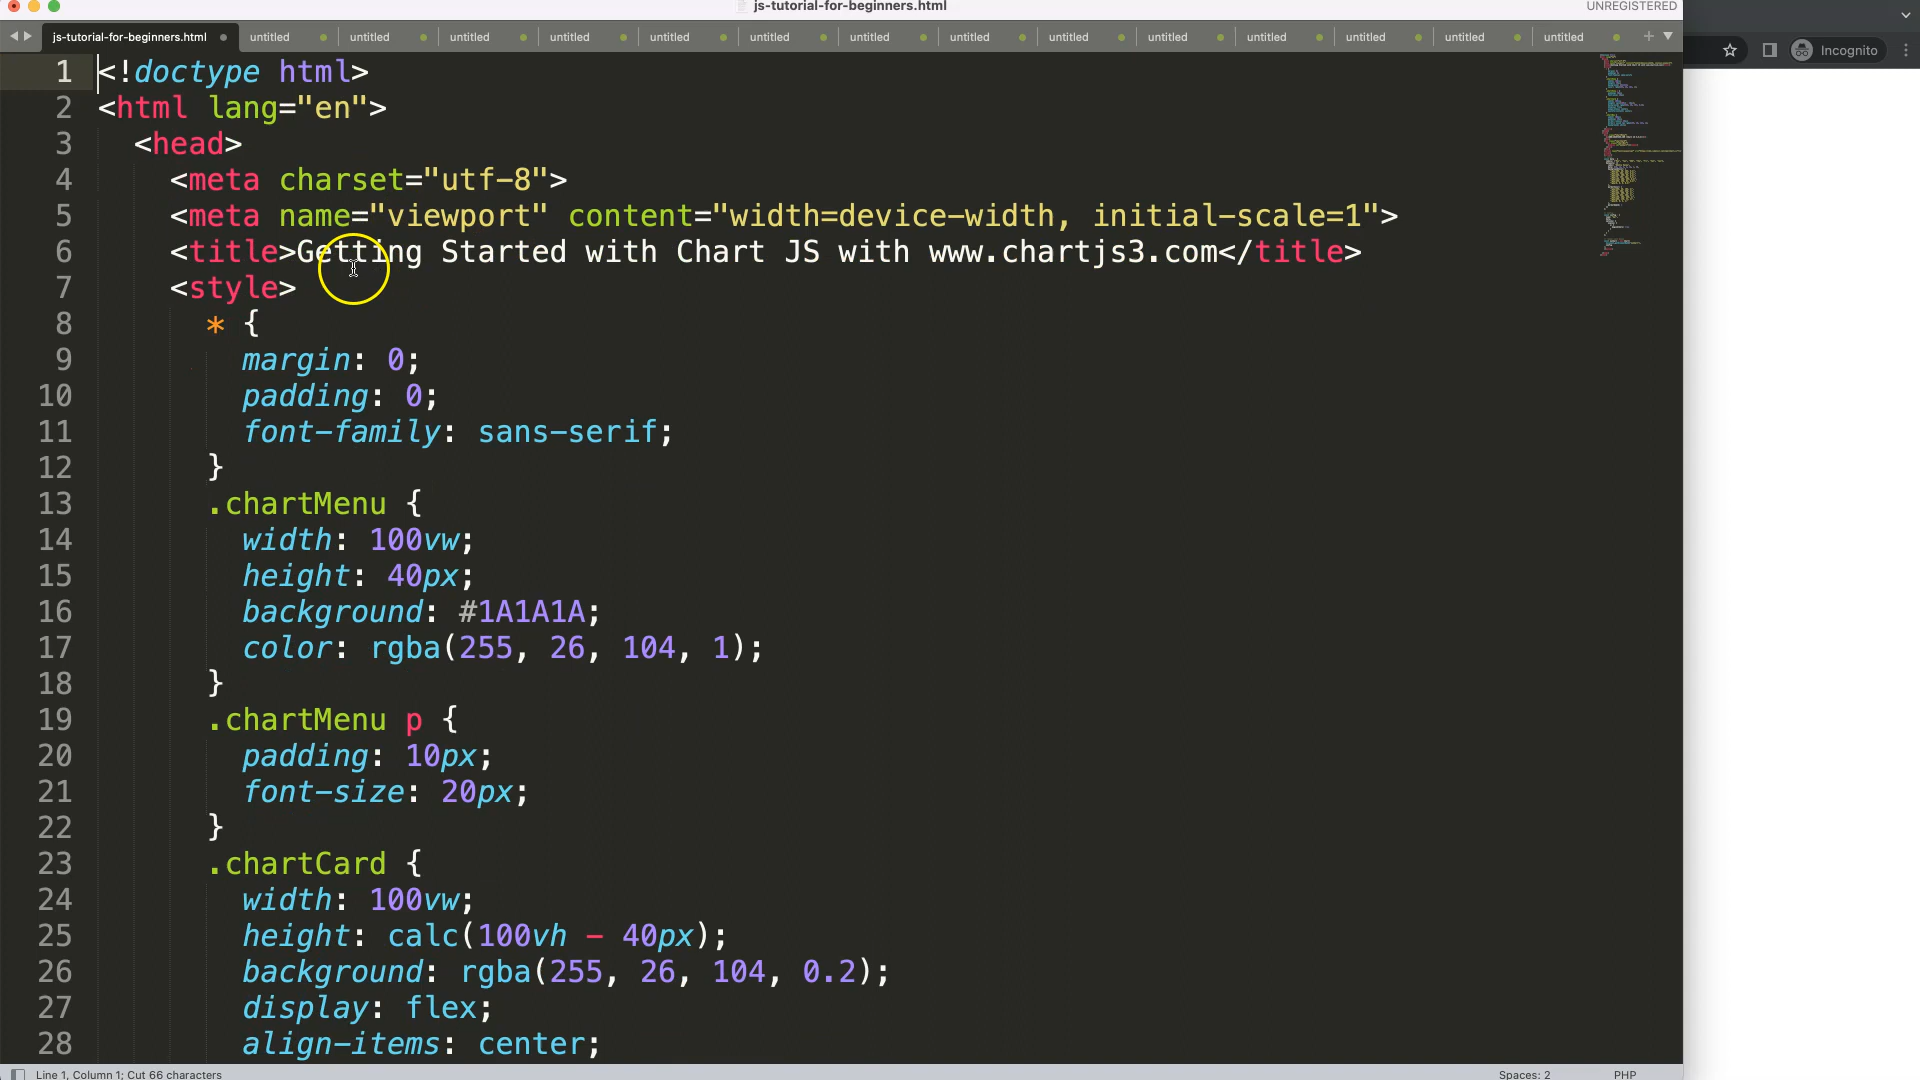 js-tutorial-for-beginners.html
UNREGISTERED
js-tutorial-for-beginners.html untitled untitled untitled untitled untitled untitled untitled untitled untitled untitled untitled untitled untitled untitled
Incognito
1 <!doctype html>
2 <html lang="en">
3 <head>
4 <meta charset="utf-8">
5 <meta name="viewport" content="width=device-width, initial-scale=1">
6 <title>Getting Started with Chart JS with www.chartjs3.com</title>
7 <style>
8 * {
9 margin: 0;
10 padding: 0;
11 font-family: sans-serif;
12 }
13 .chartMenu {
14 width: 100vw;
15 height: 40px;
16 background: #1A1A1A;
17 color: rgba(255, 26, 104, 1);
18 }
19 .chartMenu p {
20 padding: 10px;
21 font-size: 20px;
22 }
23 .chartCard {
24 width: 100vw;
25 height: calc(100vh - 40px);
26 background: rgba(255, 26, 104, 0.2);
27 display: flex;
28 align-items: center;
Line 1, Column 1; Cut 66 characters
Spaces: 2
PHP